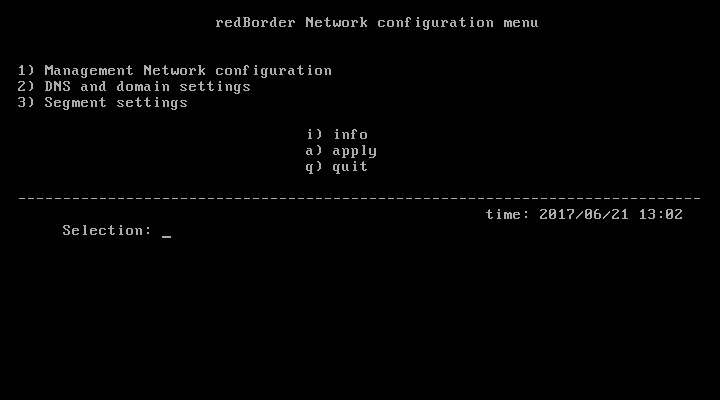 redBorder Network configuration menu
1) Management Network configuration
2) DNS and domain settings
3) Segment settings
i) info
a) apply
q) quit
------------------------------------------------------------------------------
time: 2017/06/21 13:02
Selection: _